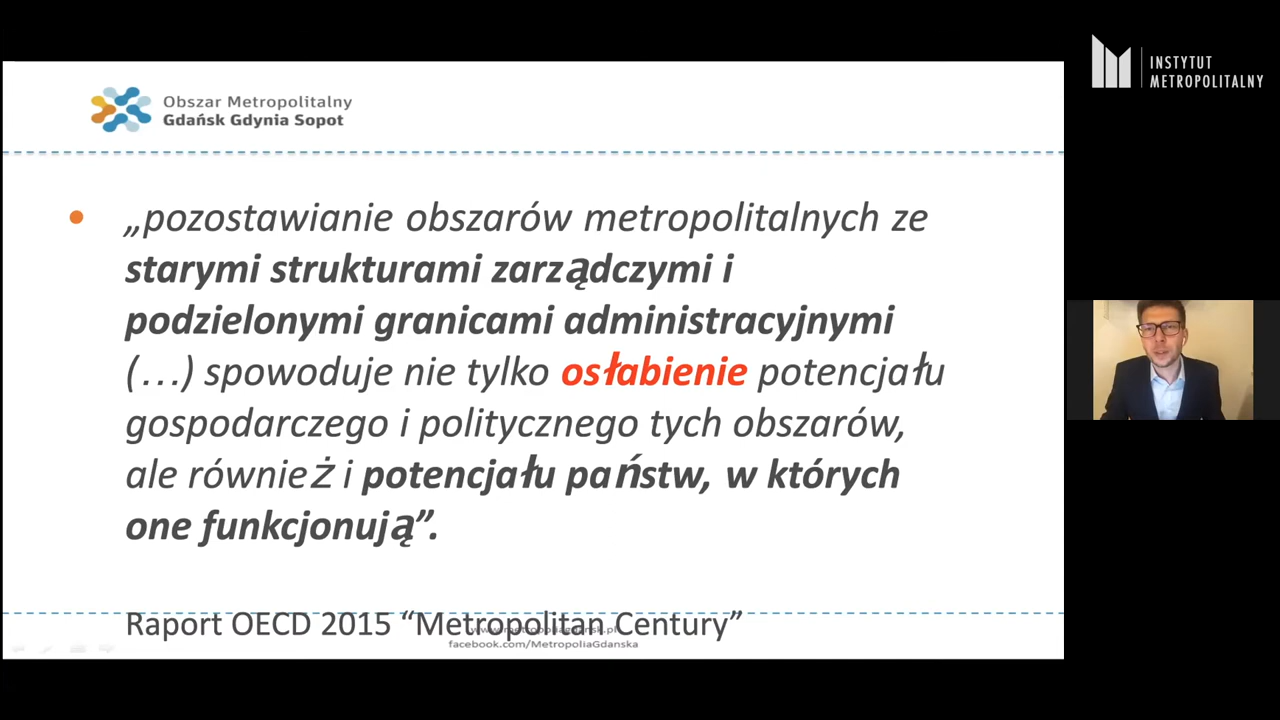 INSTYTUT
METROPOLITALNY
Obszar Metropolitalny
Gdańsk Gdynia Sopot
• „pozostawianie obszarów metropolitalnych ze
starymi strukturami zarządczymi i
podzielonymi granicami administracyjnymi
(…) spowoduje nie tylko osłabienie potencjału
gospodarczego i politycznego tych obszarów,
ale również i potencjału państw, w których
one funkcjonują”.
Raport OECD 2015 “Metropolitan Century”
facebook.com/MetropoliaGdanska